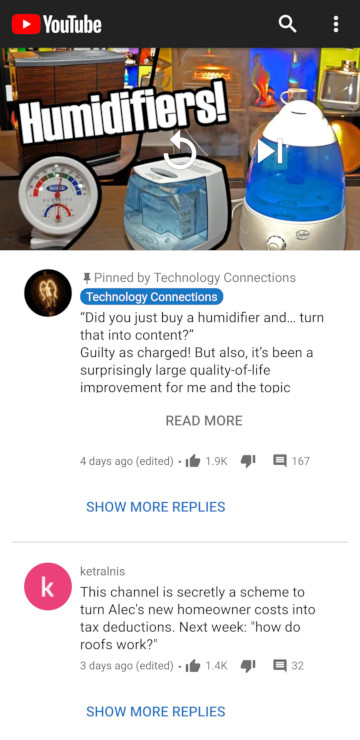 YouTube
Humidifiers!
Pinned by Technology Connections
Technology Connections
“Did you just buy a humidifier and… turn
that into content?”
Guilty as charged! But also, it’s been a
surprisingly large quality-of-life
improvement for me and the topic
READ MORE
4 days ago (edited) • 1.9K 167
SHOW MORE REPLIES
k
ketralnis
This channel is secretly a scheme to
turn Alec's new homeowner costs into
tax deductions. Next week: "how do
roofs work?"
3 days ago (edited) • 1.4K 32
SHOW MORE REPLIES